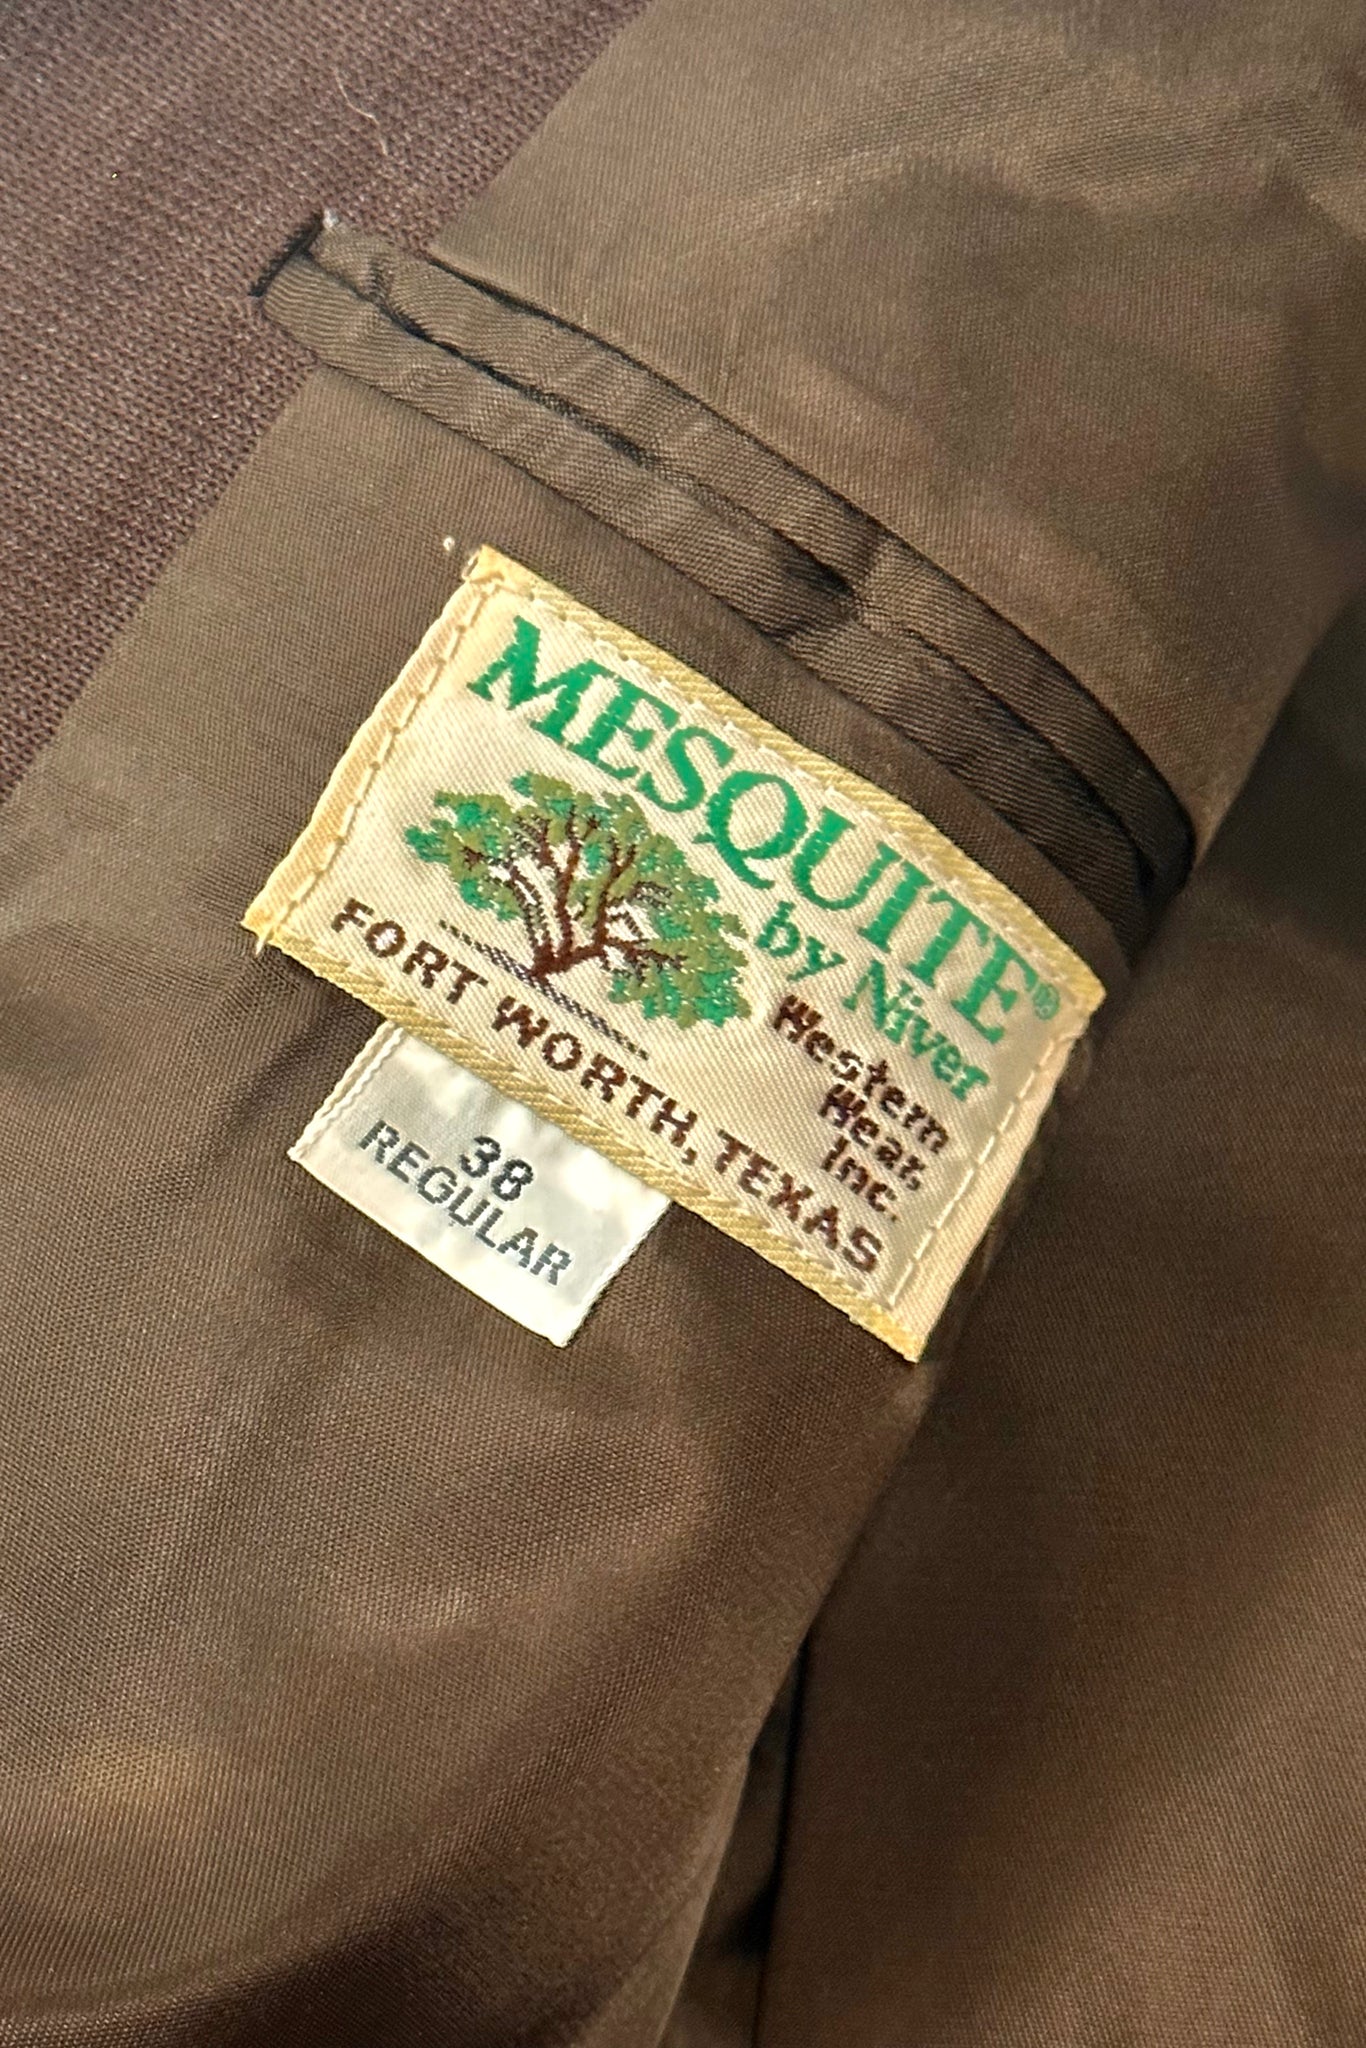 MESQUITE®
by Niver
Western
Wear,
Inc.
FORT WORTH, TEXAS
38
REGULAR